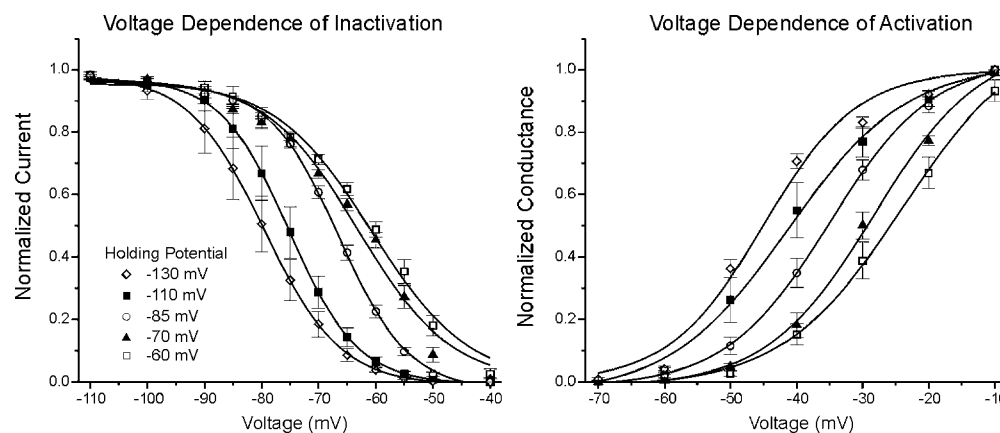 Voltage Dependence of Inactivation
Normalized Current
1.0
0.8
0.6
0.4
0.2
0.0
Holding Potential
-130 mV
-110 mV
-85 mV
-70 mV
-60 mV
-110 -100 -90 -80 -70 -60 -50 -40
Voltage (mV)
Voltage Dependence of Activation
Normalized Conductance
1.0
0.8
0.6
0.4
0.2
0.0
-70 -60 -50 -40 -30 -20 -10
Voltage (mV)